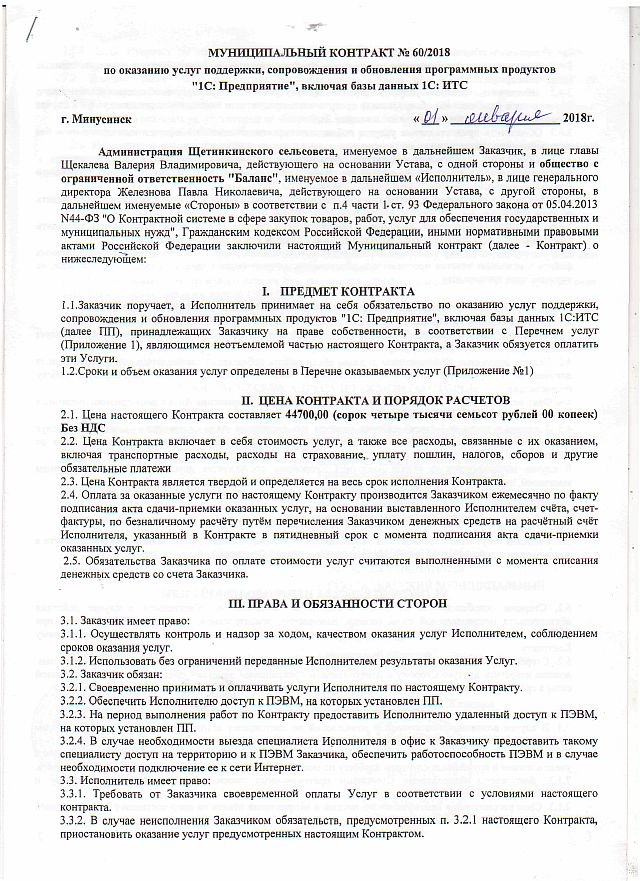 МУНИЦИПАЛЬНЫЙ КОНТРАКТ № 60/2018
по оказанию услуг поддержки, сопровождения и обновления программных продуктов
"1С: Предприятие", включая базы данных 1С: ИТС
г. Минусинск « 01 » января 2018г.
Администрация Щетинкинского сельсовета, именуемое в дальнейшем Заказчик, в лице главы
Щекалева Валерия Владимировича, действующего на основании Устава, с одной стороны и общество с
ограниченной ответственность "Баланс", именуемое в дальнейшем «Исполнитель», в лице генерального
директора Железнова Павла Николаевича, действующего на основании Устава, с другой стороны, в
дальнейшем именуемые «Стороны» в соответствии с п.4 части 1 ст. 93 Федерального закона от 05.04.2013
N44-ФЗ "О Контрактной системе в сфере закупок товаров, работ, услуг для обеспечения государственных и
муниципальных нужд", Гражданским кодексом Российской Федерации, иными нормативными правовыми
актами Российской Федерации заключили настоящий Муниципальный контракт (далее - Контракт) о
нижеследующем:
I. ПРЕДМЕТ КОНТРАКТА
1.1.Заказчик поручает, а Исполнитель принимает на себя обязательство по оказанию услуг поддержки,
сопровождения и обновления программных продуктов "1С: Предприятие", включая базы данных 1С:ИТС
(далее ПП), принадлежащих Заказчику на праве собственности, в соответствии с Перечнем услуг
(Приложение 1), являющимся неотъемлемой частью настоящего Контракта, а Заказчик обязуется оплатить
эти Услуги.
1.2.Сроки и объем оказания услуг определены в Перечне оказываемых услуг (Приложение №1)
II. ЦЕНА КОНТРАКТА И ПОРЯДОК РАСЧЕТОВ
2.1. Цена настоящего Контракта составляет 44700,00 (сорок четыре тысячи семьсот рублей 00 копеек)
Без НДС
2.2. Цена Контракта включает в себя стоимость услуг, а также все расходы, связанные с их оказанием,
включая транспортные расходы, расходы на страхование, уплату пошлин, налогов, сборов и другие
обязательные платежи
2.3. Цена Контракта является твердой и определяется на весь срок исполнения Контракта.
2.4. Оплата за оказанные услуги по настоящему Контракту производится Заказчиком ежемесячно по факту
подписания акта сдачи-приемки оказанных услуг, на основании выставленного Исполнителем счёта, счет-
фактуры, по безналичному расчёту путём перечисления Заказчиком денежных средств на расчётный счёт
Исполнителя, указанный в Контракте в пятидневный срок с момента подписания акта сдачи-приемки
оказанных услуг.
2.5. Обязательства Заказчика по оплате стоимости услуг считаются выполненными с момента списания
денежных средств со счета Заказчика.
III. ПРАВА И ОБЯЗАННОСТИ СТОРОН
3.1. Заказчик имеет право:
3.1.1. Осуществлять контроль и надзор за ходом, качеством оказания услуг Исполнителем, соблюдением
сроков оказания услуг.
3.1.2. Использовать без ограничений переданные Исполнителем результаты оказания Услуг.
3.2. Заказчик обязан:
3.2.1. Своевременно принимать и оплачивать услуги Исполнителя по настоящему Контракту.
3.2.2. Обеспечить Исполнителю доступ к ПЭВМ, на которых установлен ПП.
3.2.3. На период выполнения работ по Контракту предоставить Исполнителю удаленный доступ к ПЭВМ,
на которых установлен ПП.
3.2.4. В случае необходимости выезда специалиста Исполнителя в офис к Заказчику предоставить такому
специалисту доступ на территорию и к ПЭВМ Заказчика, обеспечить работоспособность ПЭВМ и в случае
необходимости подключение ее к сети Интернет.
3.3. Исполнитель имеет право:
3.3.1. Требовать от Заказчика своевременной оплаты Услуг в соответствии с условиями настоящего
контракта.
3.3.2. В случае неисполнения Заказчиком обязательств, предусмотренных п. 3.2.1 настоящего Контракта,
приостановить оказание услуг предусмотренных настоящим Контрактом.